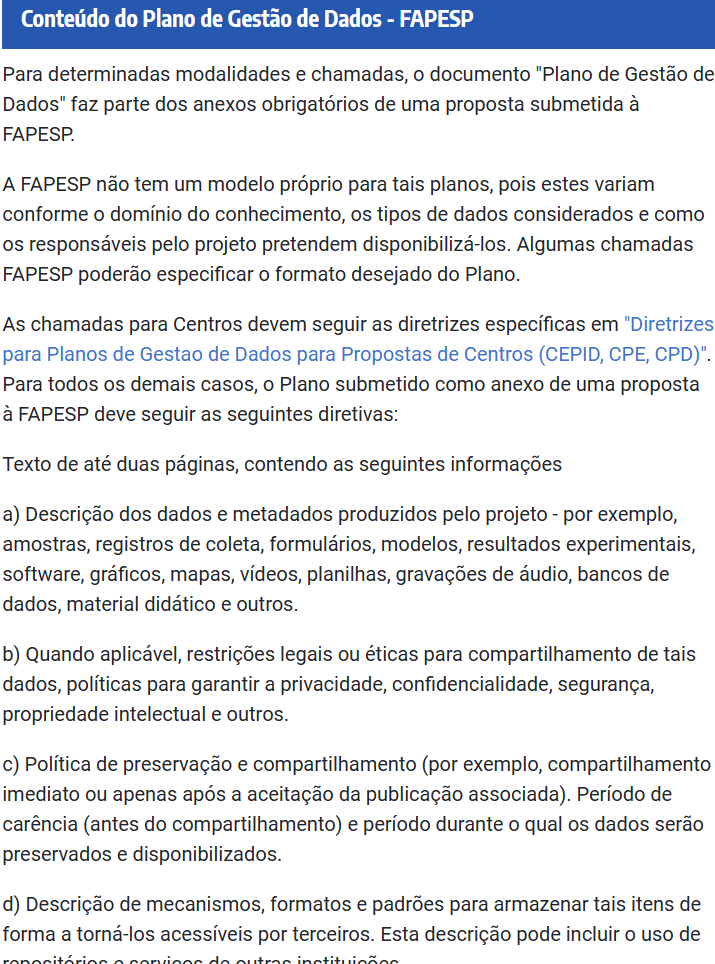 Conteúdo do Plano de Gestão de Dados - FAPESP
Para determinadas modalidades e chamadas, o documento "Plano de Gestão de
Dados" faz parte dos anexos obrigatórios de uma proposta submetida à
FAPESP.
A FAPESP não tem um modelo próprio para tais planos, pois estes variam
conforme o domínio do conhecimento, os tipos de dados considerados e como
os responsáveis pelo projeto pretendem disponibilizá-los. Algumas chamadas
FAPESP poderão especificar o formato desejado do Plano.
As chamadas para Centros devem seguir as diretrizes específicas em "Diretrizes
para Planos de Gestao de Dados para Propostas de Centros (CEPID, CPE, CPD)".
Para todos os demais casos, o Plano submetido como anexo de uma proposta
à FAPESP deve seguir as seguintes diretivas:
Texto de até duas páginas, contendo as seguintes informações
a) Descrição dos dados e metadados produzidos pelo projeto - por exemplo,
amostras, registros de coleta, formulários, modelos, resultados experimentais,
software, gráficos, mapas, vídeos, planilhas, gravações de áudio, bancos de
dados, material didático e outros.
b) Quando aplicável, restrições legais ou éticas para compartilhamento de tais
dados, políticas para garantir a privacidade, confidencialidade, segurança,
propriedade intelectual e outros.
c) Política de preservação e compartilhamento (por exemplo, compartilhamento
imediato ou apenas após a aceitação da publicação associada). Período de
carência (antes do compartilhamento) e período durante o qual os dados serão
preservados e disponibilizados.
d) Descrição de mecanismos, formatos e padrões para armazenar tais itens de
forma a torná-los acessíveis por terceiros. Esta descrição pode incluir o uso de
repositórios e serviços de outras instituições